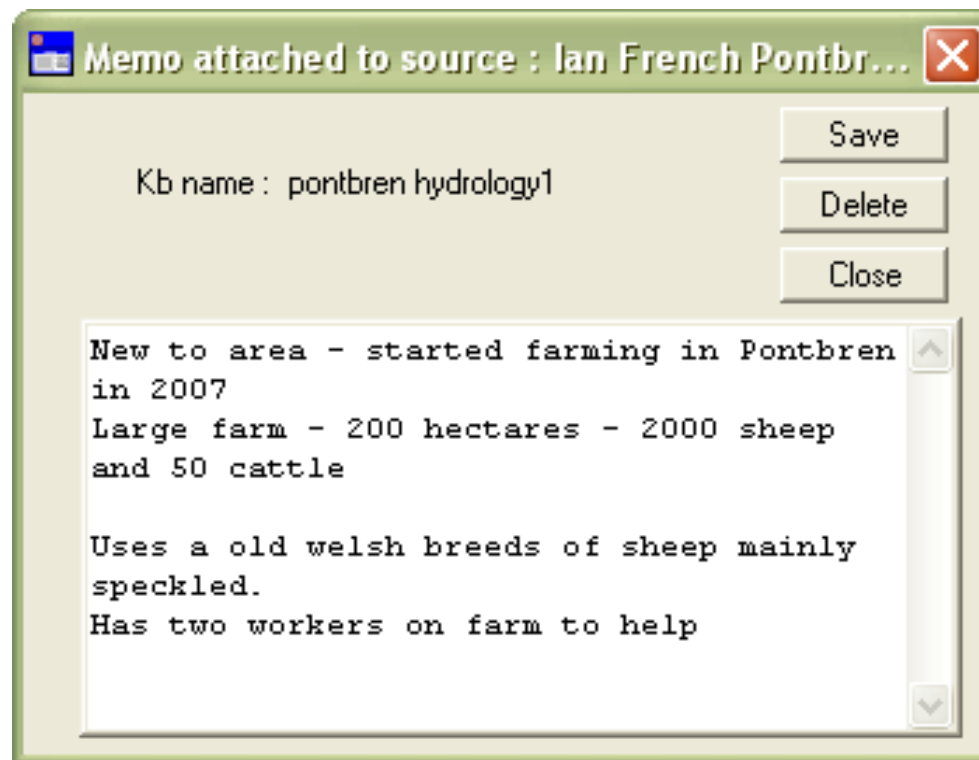 Memo attached to source : Ian French Pontbr...
Save
Kb name : pontbren hydrology1
Delete
Close
New to area - started farming in Pontbren
in 2007
Large farm - 200 hectares - 2000 sheep
and 50 cattle
Uses a old welsh breeds of sheep mainly
speckled.
Has two workers on farm to help